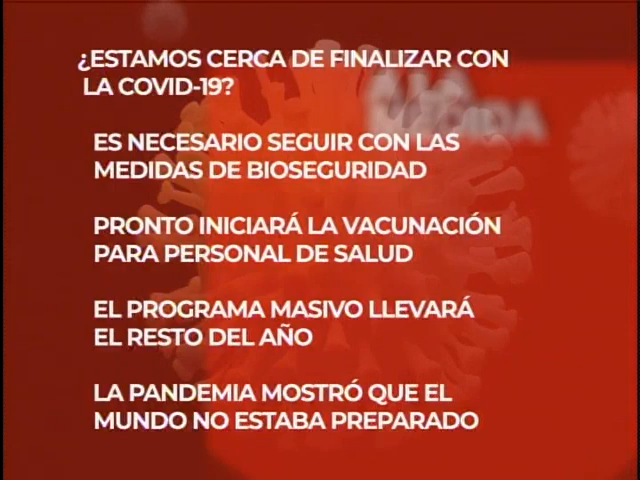 ¿ESTAMOS CERCA DE FINALIZAR CON
LA COVID-19?
ES NECESARIO SEGUIR CON LAS
MEDIDAS DE BIOSEGURIDAD
PRONTO INICIARÁ LA VACUNACIÓN
PARA PERSONAL DE SALUD
EL PROGRAMA MASIVO LLEVARÁ
EL RESTO DEL AÑO
LA PANDEMIA MOSTRÓ QUE EL
MUNDO NO ESTABA PREPARADO